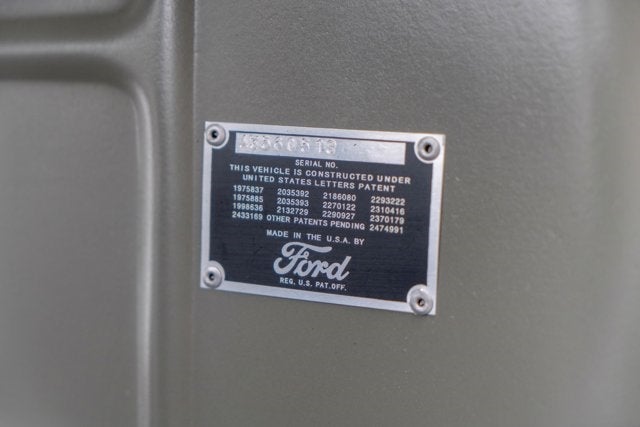 SERIAL NO.
THIS VEHICLE IS CONSTRUCTED UNDER
UNITED STATES LETTERS PATENT
1975837 2035392 2186080 2293222
1975885 2035393 2270122 2310416
1998636 2132729 2290927 2370179
2433169 OTHER PATENTS PENDING 2474991
MADE IN THE U.S.A. BY
Ford
REG. U.S. PAT. OFF.